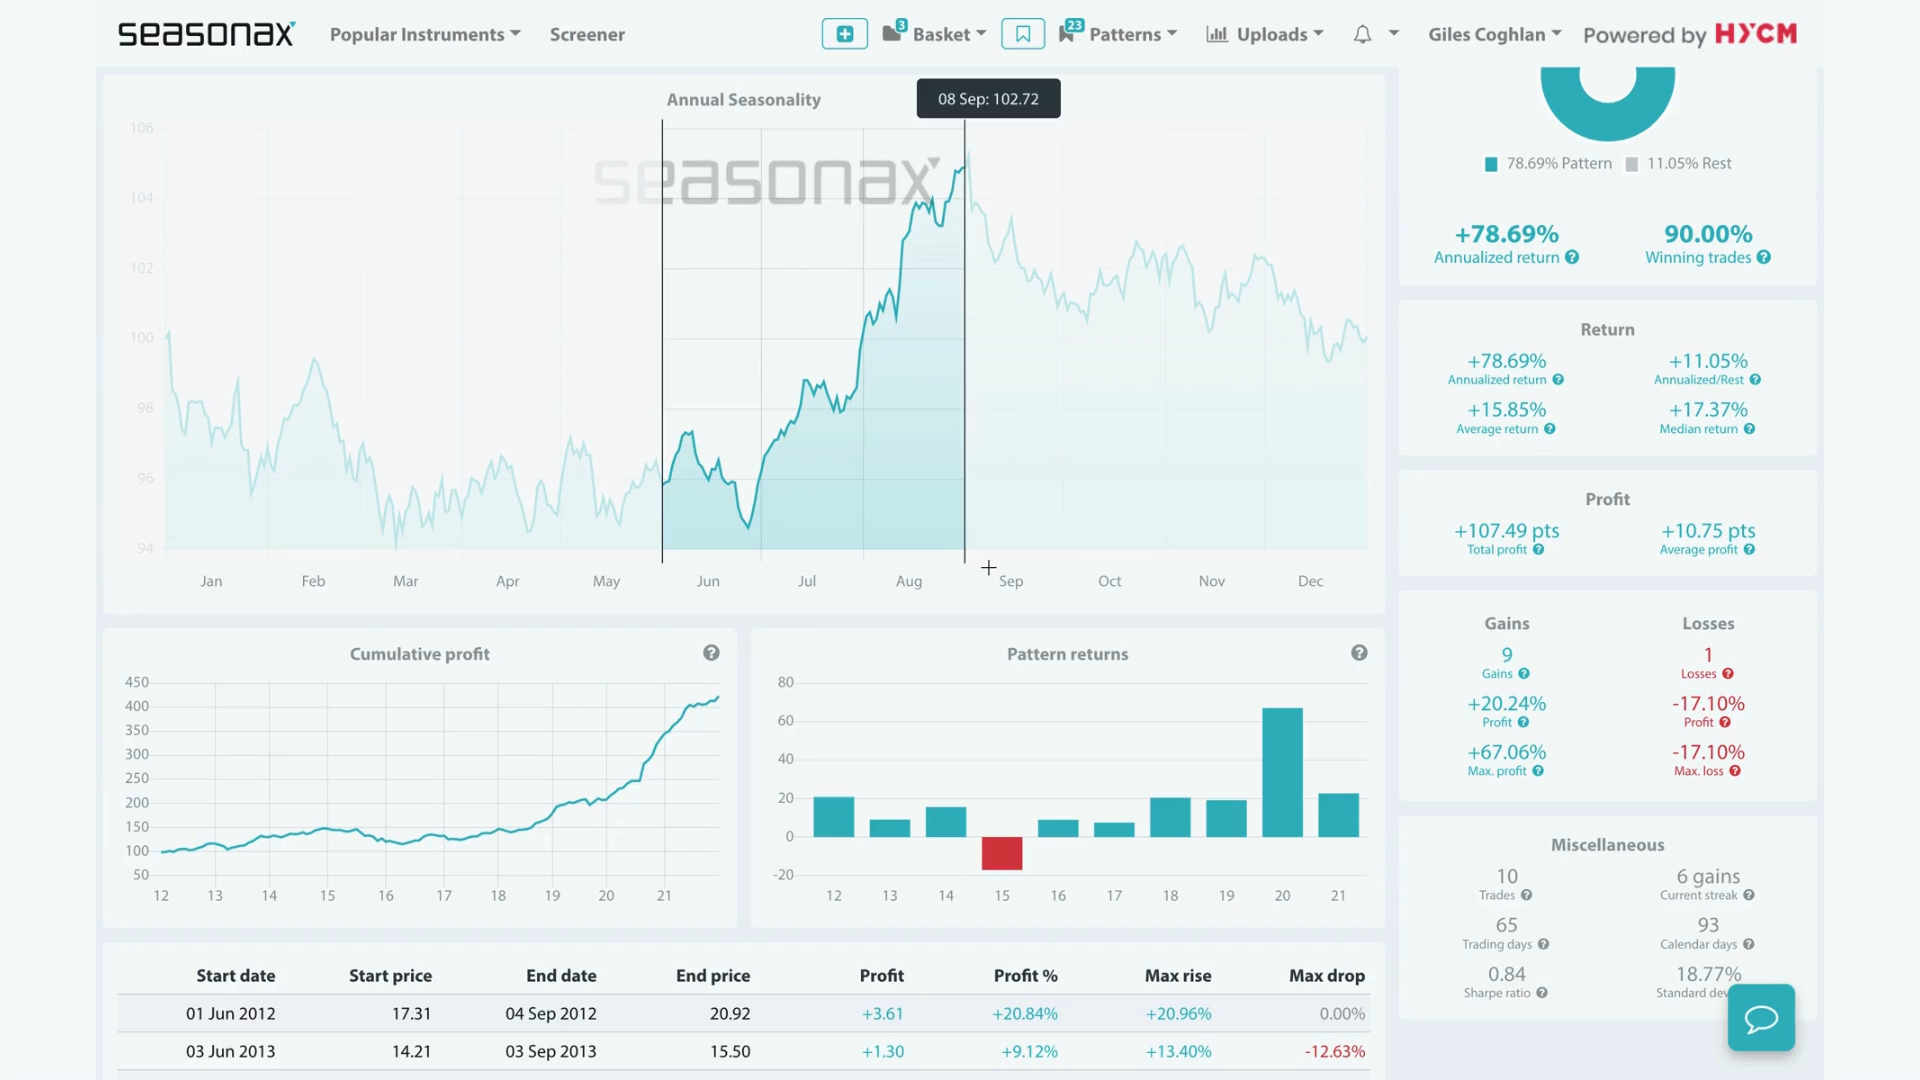 seasonax Popular Instruments Screener 3 Basket 23 Patterns Uploads Giles Coghlan Powered by HYCM
Annual Seasonality
08 Sep: 102.72
seasonax
106
104
102
100
98
96
94
Jan Feb Mar Apr May Jun Jul Aug Sep Oct Nov Dec
78.69% Pattern 11.05% Rest
+78.69% 90.00%
Annualized return ? Winning trades ?
Return
+78.69% +11.05%
Annualized return ? Annualized/Rest ?
+15.85% +17.37%
Average return ? Median return ?
Profit
+107.49 pts +10.75 pts
Total profit ? Average profit ?
Gains Losses
9 1
Gains ? Losses ?
+20.24% -17.10%
Profit ? Profit ?
+67.06% -17.10%
Max. profit ? Max. loss ?
Miscellaneous
10 6 gains
Trades ? Current streak ?
65 93
Trading days ? Calendar days ?
0.84 18.77%
Sharpe ratio ? Standard dev
Cumulative profit ?
450
400
350
300
250
200
150
100
50
12 13 14 15 16 17 18 19 20 21
Pattern returns ?
80
60
40
20
0
-20
12 13 14 15 16 17 18 19 20 21
Start date Start price End date End price Profit Profit % Max rise Max drop
01 Jun 2012 17.31 04 Sep 2012 20.92 +3.61 +20.84% +20.96% 0.00%
03 Jun 2013 14.21 03 Sep 2013 15.50 +1.30 +9.12% +13.40% -12.63%